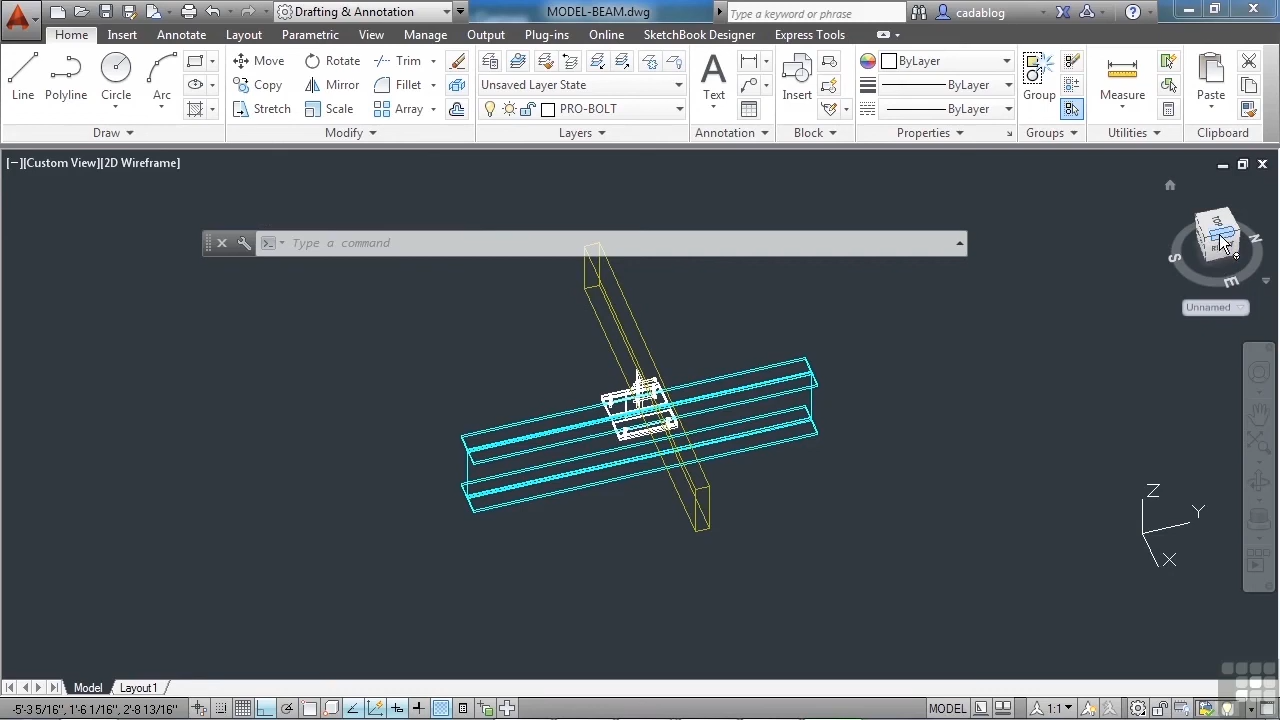 Drafting & Annotation
MODEL-BEAM.dwg
Type a keyword or phrase
cadablog
Home Insert Annotate Layout Parametric View Manage Output Plug-ins Online SketchBook Designer Express Tools
Line Polyline Circle Arc
Move Rotate Trim
Copy Mirror Fillet
Stretch Scale Array
Unsaved Layer State
PRO-BOLT
Text
Insert
ByLayer
ByLayer
ByLayer
Group
Measure
Paste
Draw Modify Layers Annotation Block Properties Groups Utilities Clipboard
[−][Custom View][2D Wireframe]
Type a command
TOP
N
S
E
Unnamed
Z
Y
X
Model Layout1
-5'-3 5/16", 1'-6 1/16", 2'-8 13/16"
MODEL
1:1